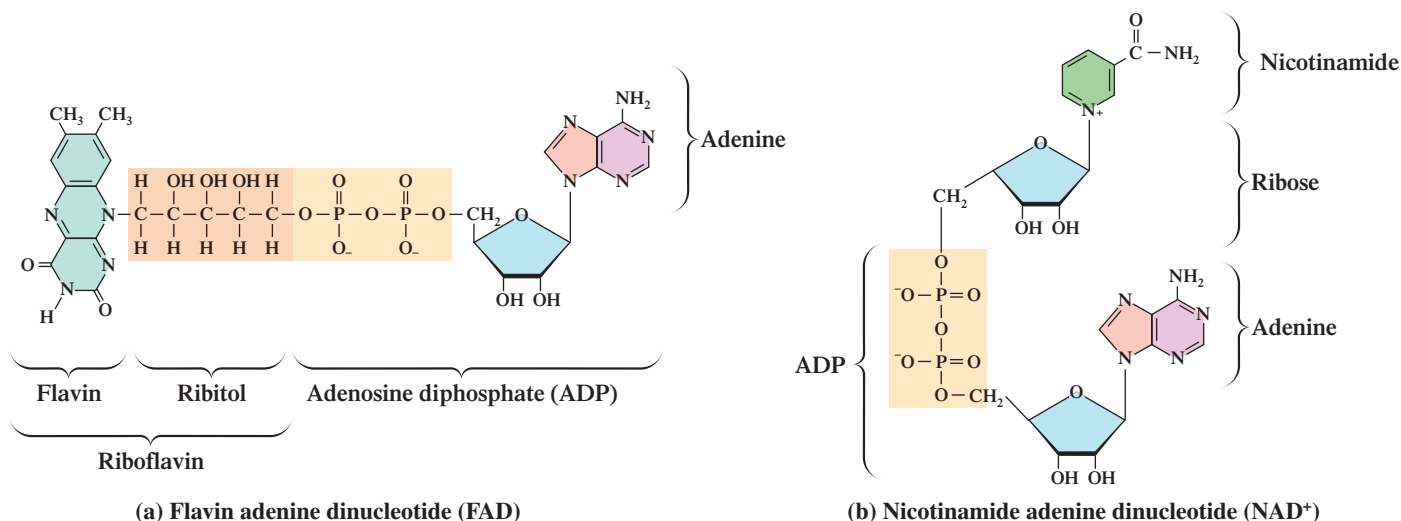 CH3 CH3
N N
O N
N
H O
H OH OH OH H
C C C C C
H H H H H
O O
O P O P O CH2
O– O–
O
OH OH
NH2
N N
N N
Adenine
Flavin
Ribitol
Adenosine diphosphate (ADP)
Riboflavin
(a) Flavin adenine dinucleotide (FAD)
O
C NH2
N+
Nicotinamide
O
CH2
OH OH
Ribose
O
–O P O
O
–O P O
O CH2
ADP
NH2
N N
N N
Adenine
O
OH OH
(b) Nicotinamide adenine dinucleotide (NAD+)